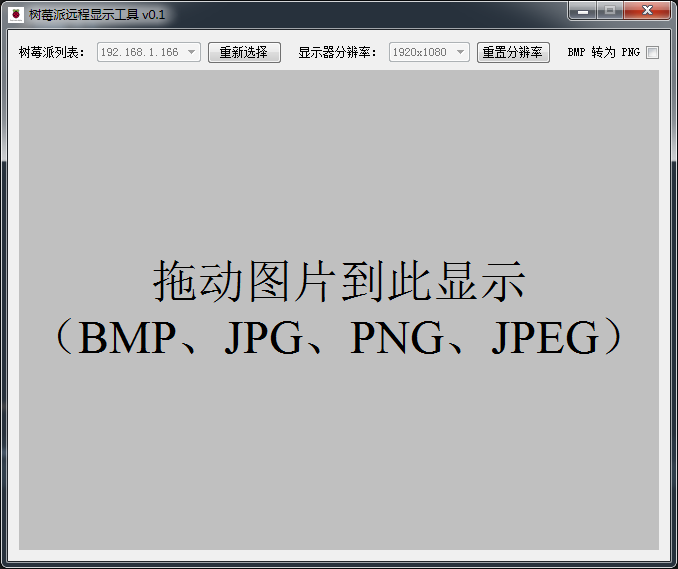 树莓派远程显示工具 v0.1
树莓派列表： 192.168.1.166 重新选择 显示器分辨率： 1920x1080 重置分辨率 BMP 转为 PNG
拖动图片到此显示
（BMP、JPG、PNG、JPEG）